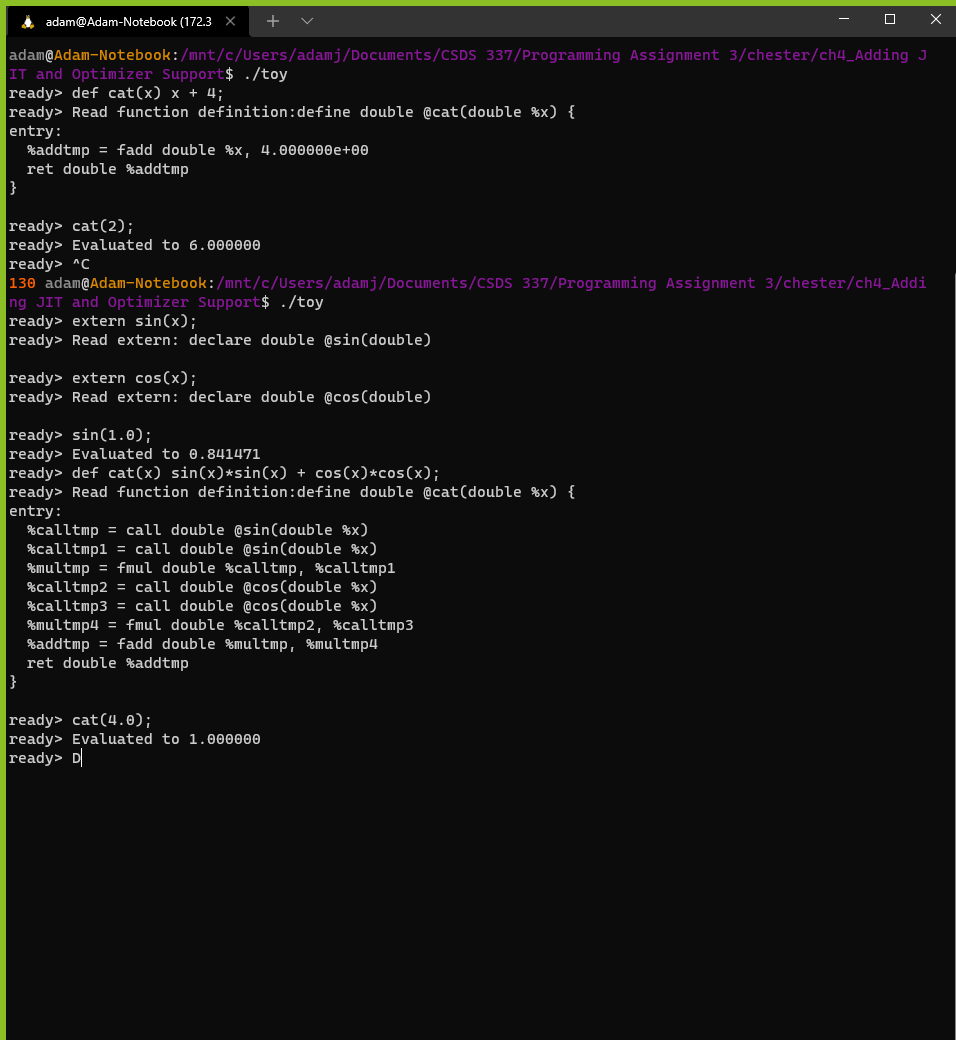 adam@Adam-Notebook (172.3
adam@Adam-Notebook:/mnt/c/Users/adamj/Documents/CSDS 337/Programming Assignment 3/chester/ch4_Adding J
IT and Optimizer Support$ ./toy
ready> def cat(x) x + 4;
ready> Read function definition:define double @cat(double %x) {
entry:
  %addtmp = fadd double %x, 4.000000e+00
  ret double %addtmp
}

ready> cat(2);
ready> Evaluated to 6.000000
ready> ^C
130 adam@Adam-Notebook:/mnt/c/Users/adamj/Documents/CSDS 337/Programming Assignment 3/chester/ch4_Addi
ng JIT and Optimizer Support$ ./toy
ready> extern sin(x);
ready> Read extern: declare double @sin(double)

ready> extern cos(x);
ready> Read extern: declare double @cos(double)

ready> sin(1.0);
ready> Evaluated to 0.841471
ready> def cat(x) sin(x)*sin(x) + cos(x)*cos(x);
ready> Read function definition:define double @cat(double %x) {
entry:
  %calltmp = call double @sin(double %x)
  %calltmp1 = call double @sin(double %x)
  %multmp = fmul double %calltmp, %calltmp1
  %calltmp2 = call double @cos(double %x)
  %calltmp3 = call double @cos(double %x)
  %multmp4 = fmul double %calltmp2, %calltmp3
  %addtmp = fadd double %multmp, %multmp4
  ret double %addtmp
}

ready> cat(4.0);
ready> Evaluated to 1.000000
ready> D